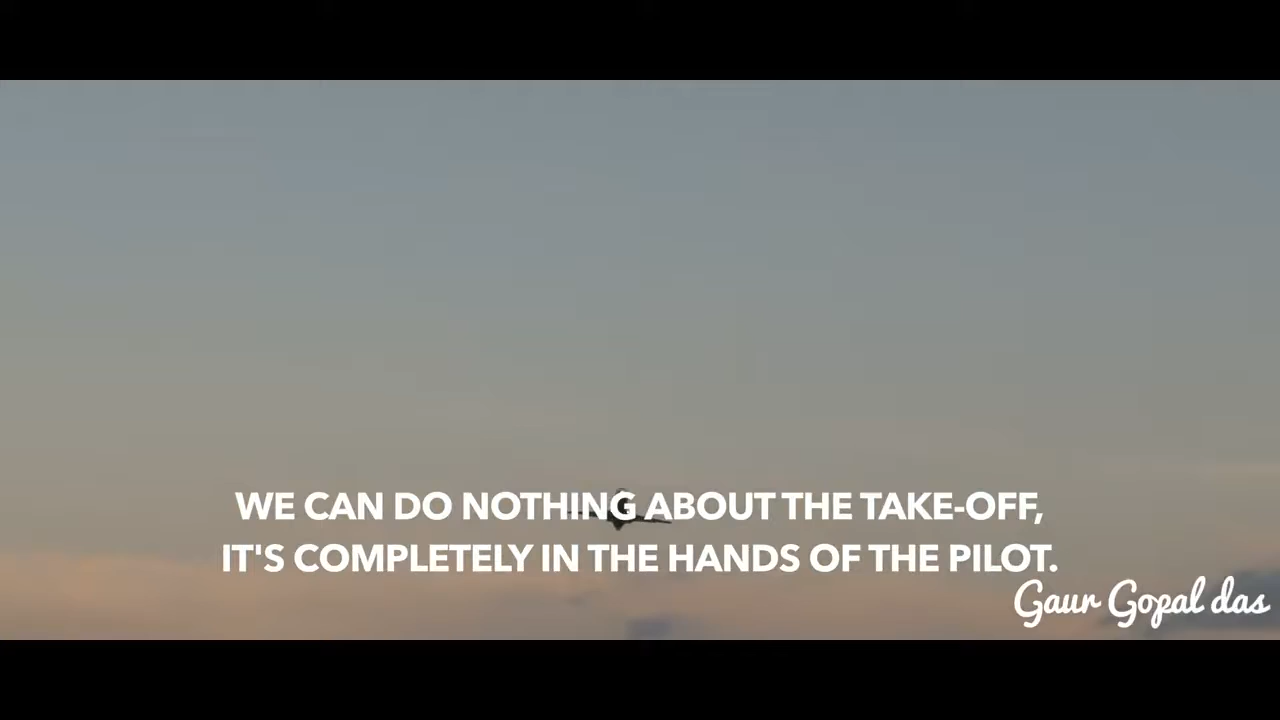 WE CAN DO NOTHING ABOUT THE TAKE-OFF,
IT'S COMPLETELY IN THE HANDS OF THE PILOT.
Gaur Gopal das